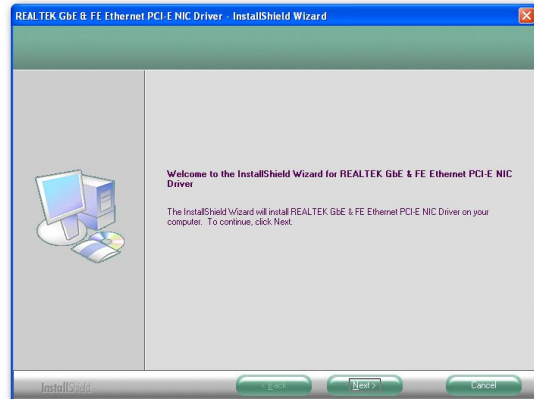 REALTEK GbE & FE Ethernet PCI-E NIC Driver - InstallShield Wizard
Welcome to the InstallShield Wizard for REALTEK GbE & FE Ethernet PCI-E NIC
Driver
The InstallShield Wizard will install REALTEK GbE & FE Ethernet PCI-E NIC Driver on your
computer. To continue, click Next.
InstallShield
< Back
Next >
Cancel